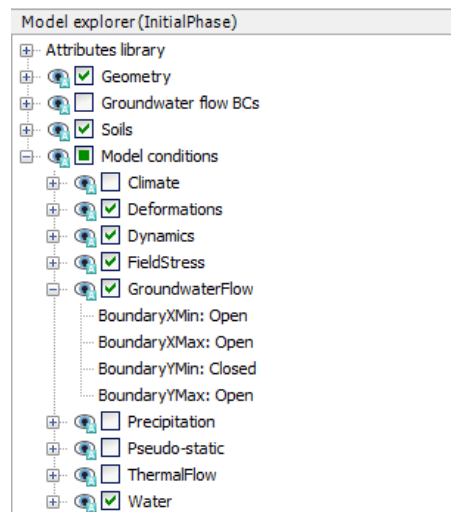 Model explorer (InitialPhase)
Attributes library
Geometry
Groundwater flow BCs
Soils
Model conditions
Climate
Deformations
Dynamics
FieldStress
GroundwaterFlow
BoundaryXMin: Open
BoundaryXMax: Open
BoundaryYMin: Closed
BoundaryYMax: Open
Precipitation
Pseudo-static
ThermalFlow
Water